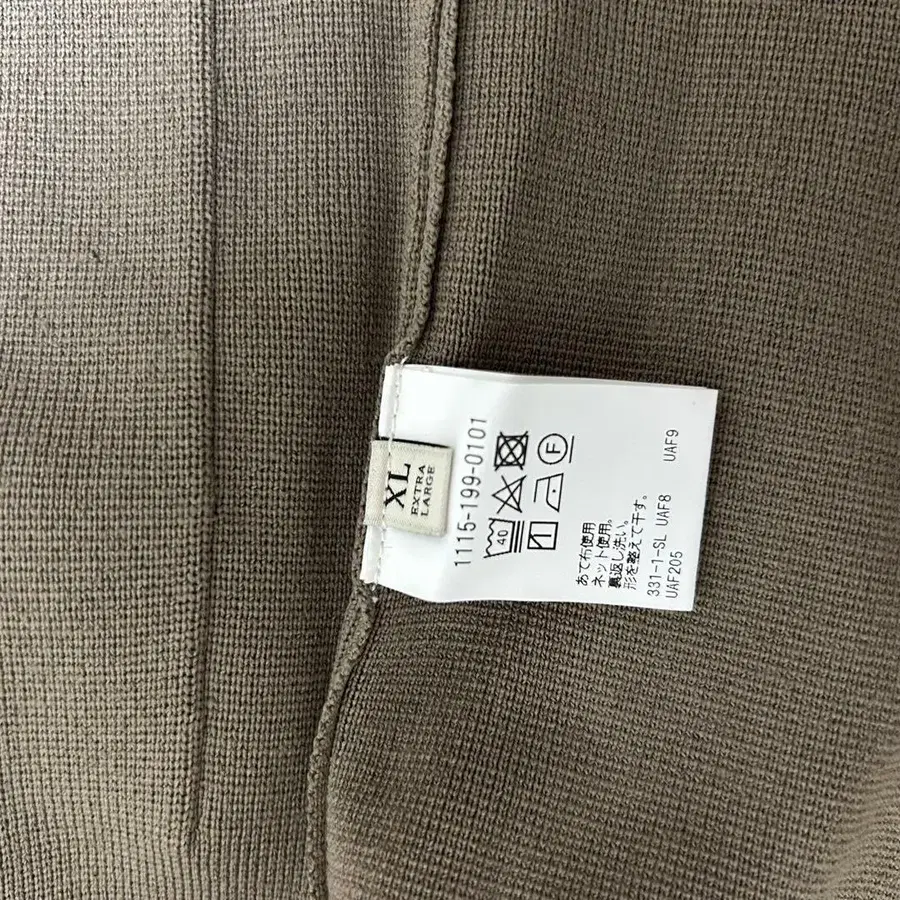 XL
EXTRA
LARGE
1115-199-0101
40
F
あて布使用
ネット使用。
裏返し洗い。
形を整えて干す。
331-1-SL UAF8 UAF9
UAF205